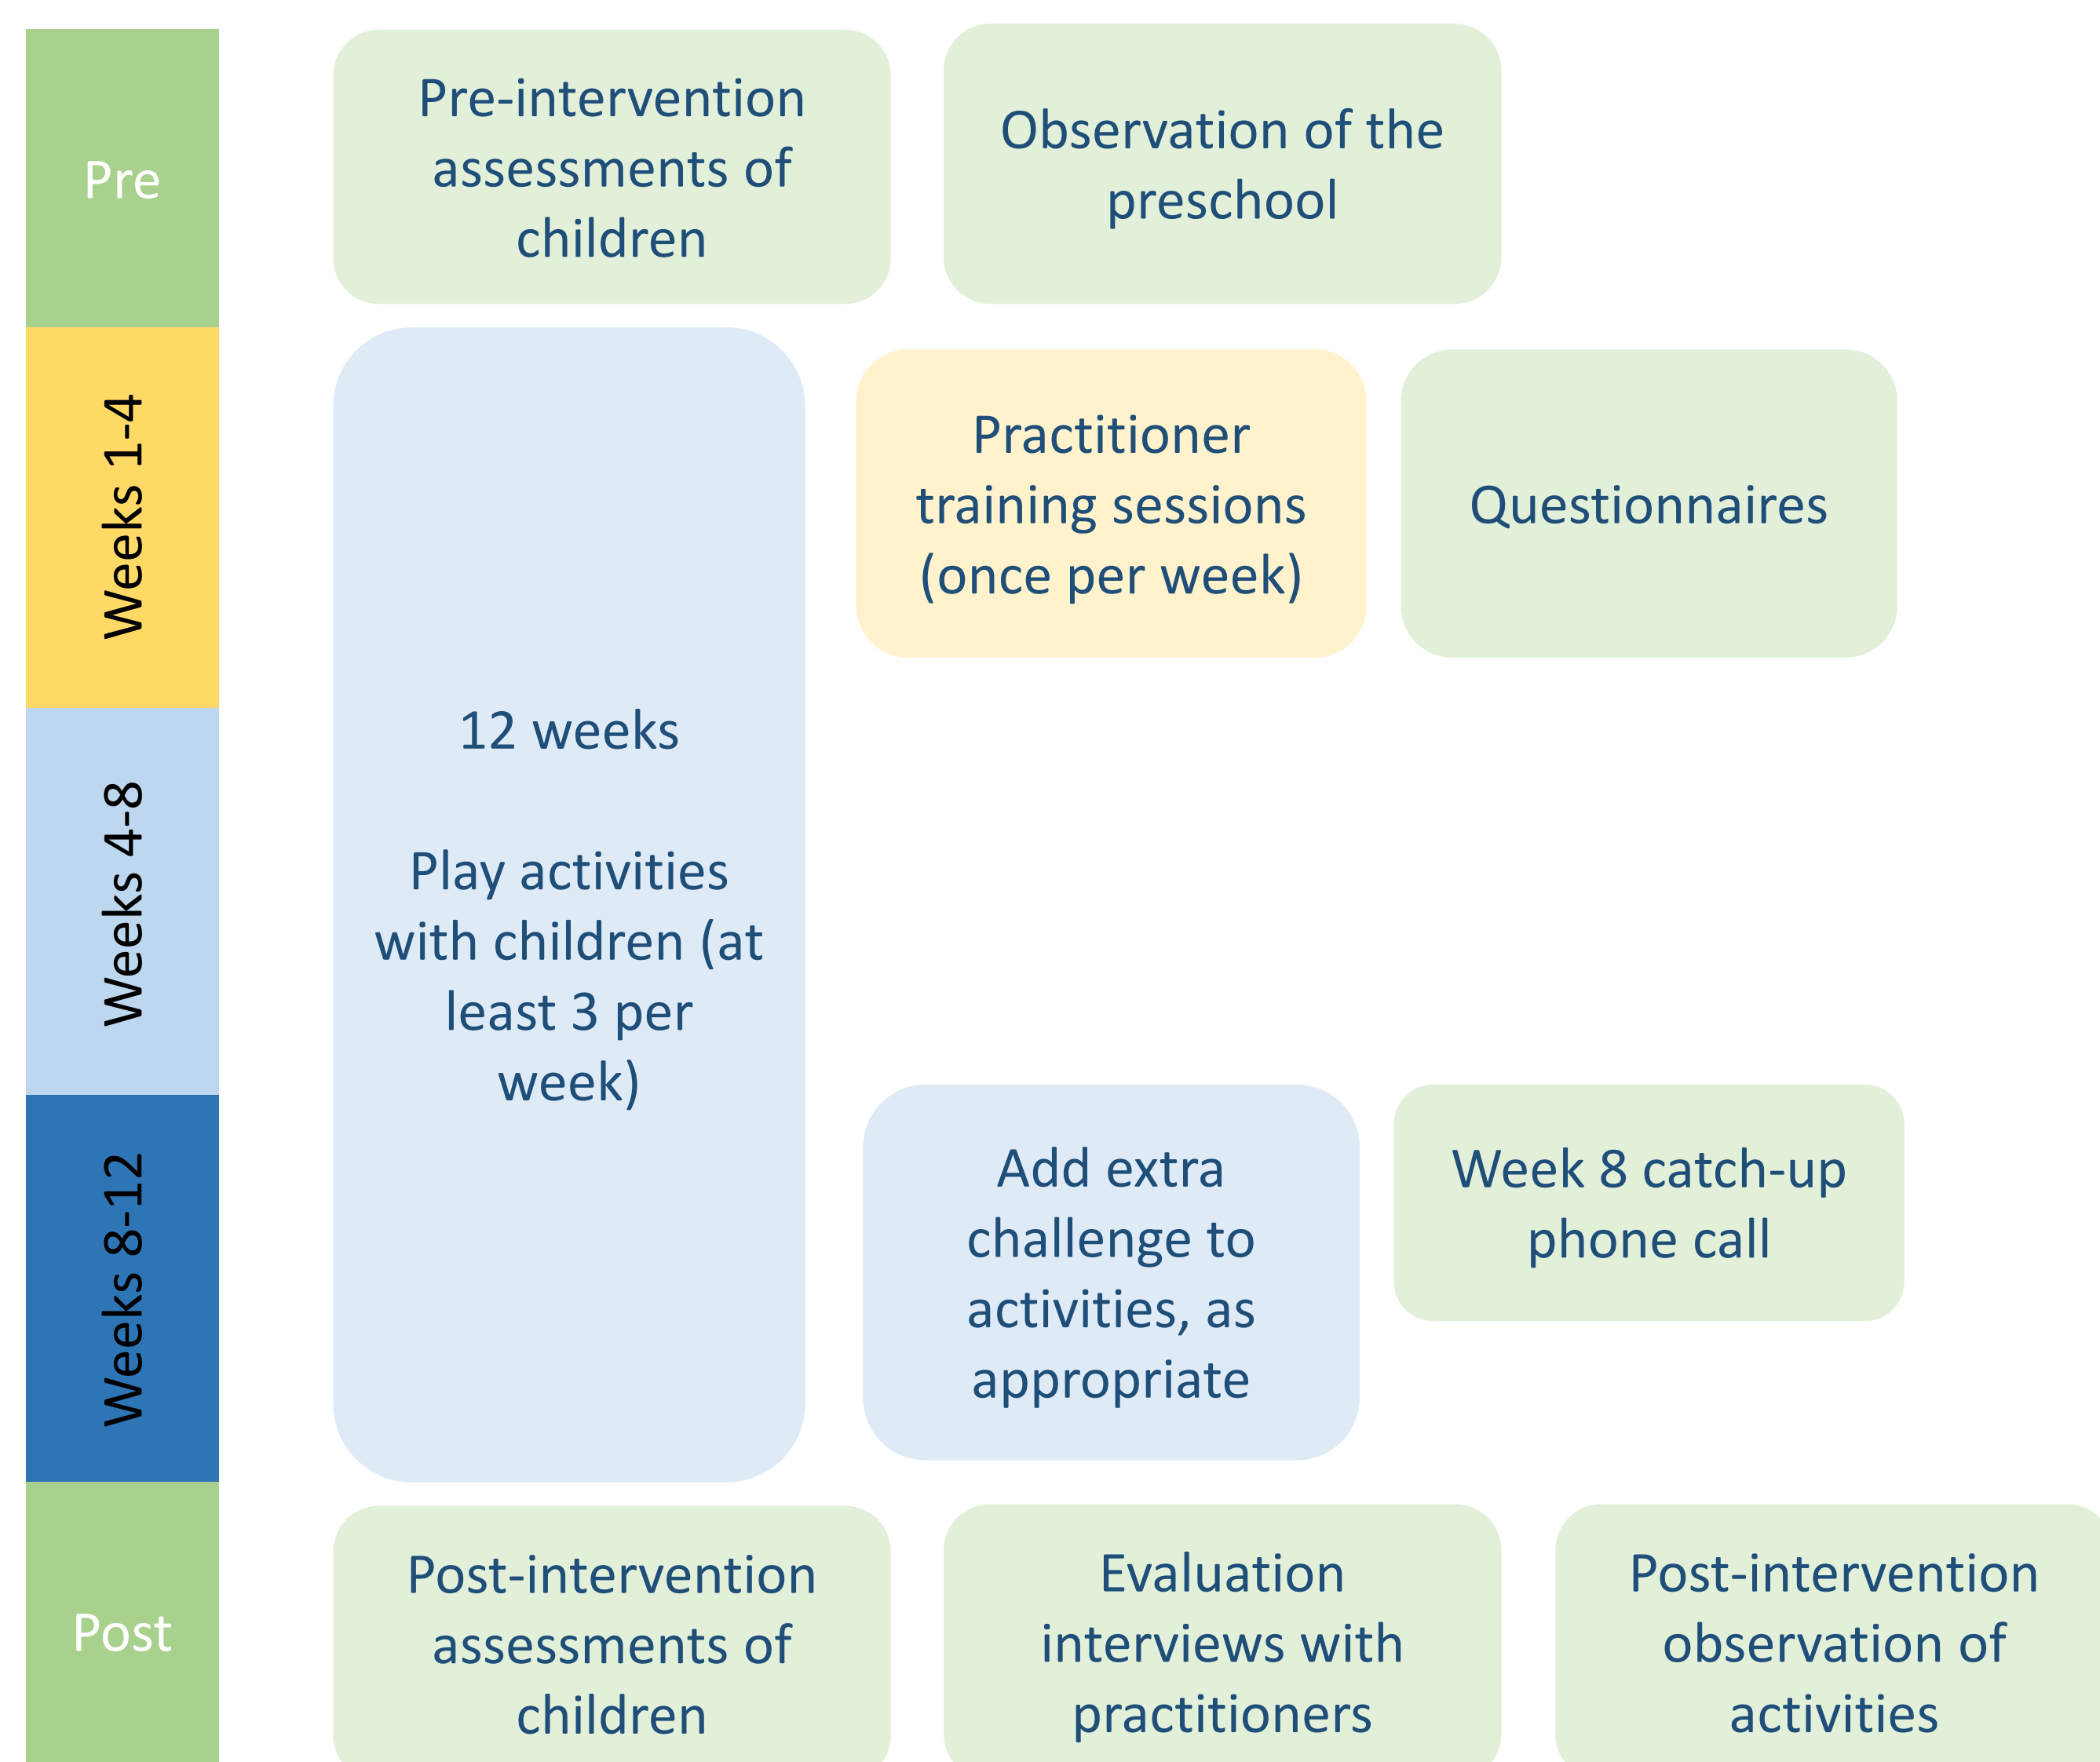 Pre
Pre-intervention
assessments of
children
Observation of the
preschool
Weeks 1-4
Practitioner
training sessions
(once per week)
Questionnaires
12 weeks
Play activities
with children (at
least 3 per
week)
Weeks 4-8
Weeks 8-12
Add extra
challenge to
activities, as
appropriate
Week 8 catch-up
phone call
Post
Post-intervention
assessments of
children
Evaluation
interviews with
practitioners
Post-intervention
observation of
activities